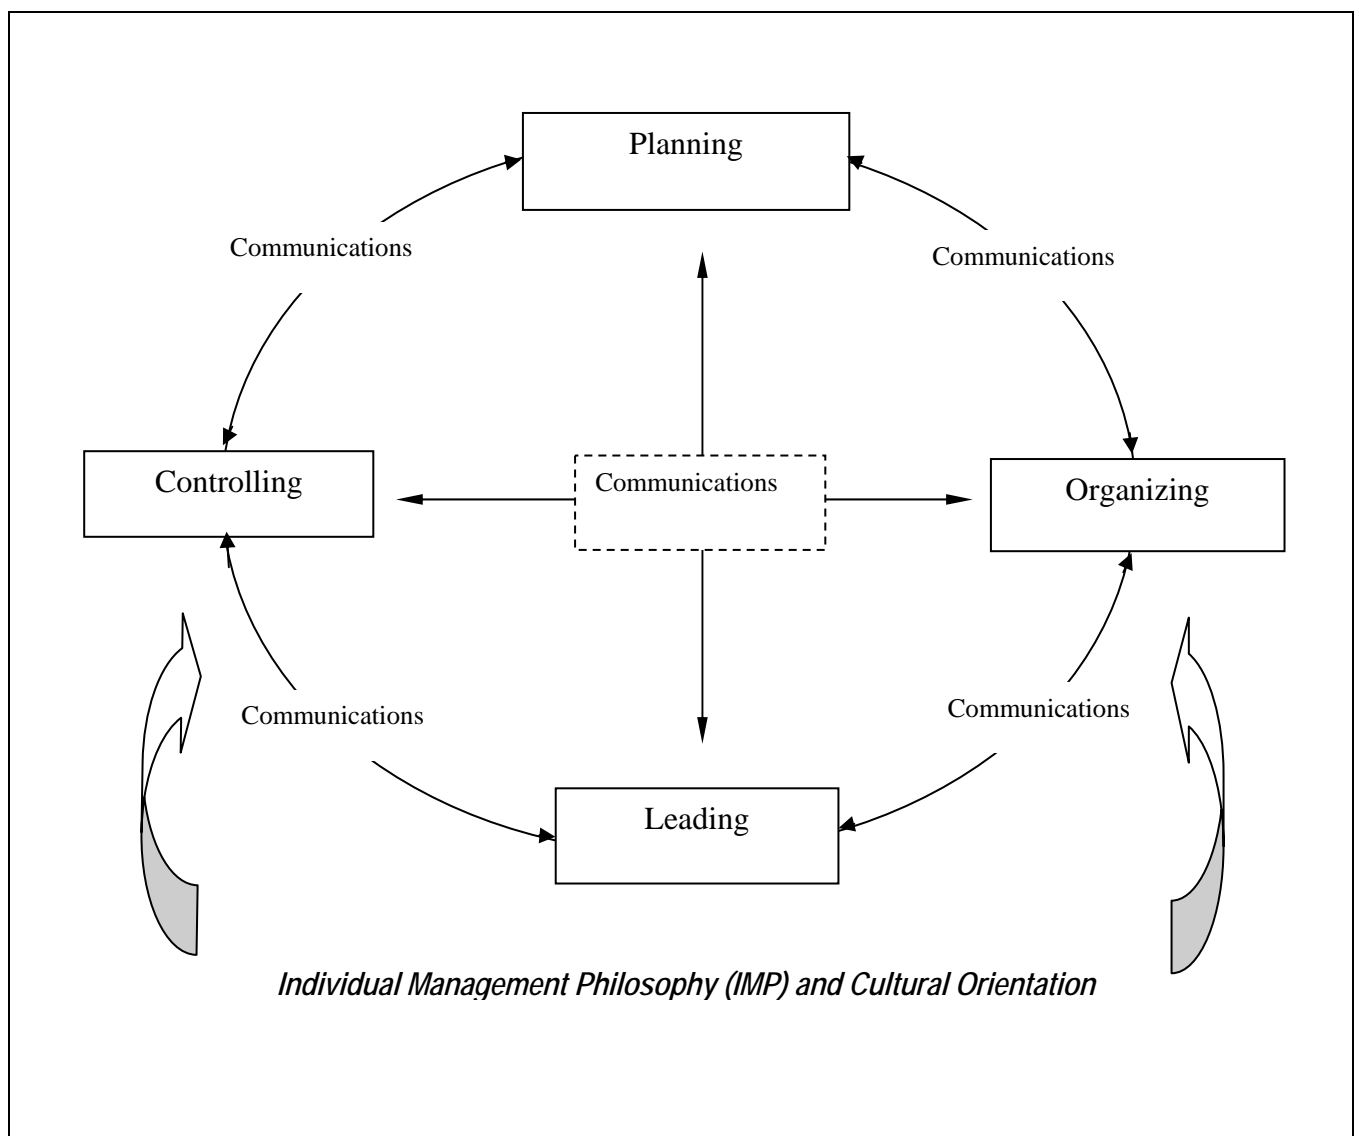 Planning
Communications
Communications
Controlling
Communications
Organizing
Communications
Communications
Leading
Individual Management Philosophy (IMP) and Cultural Orientation